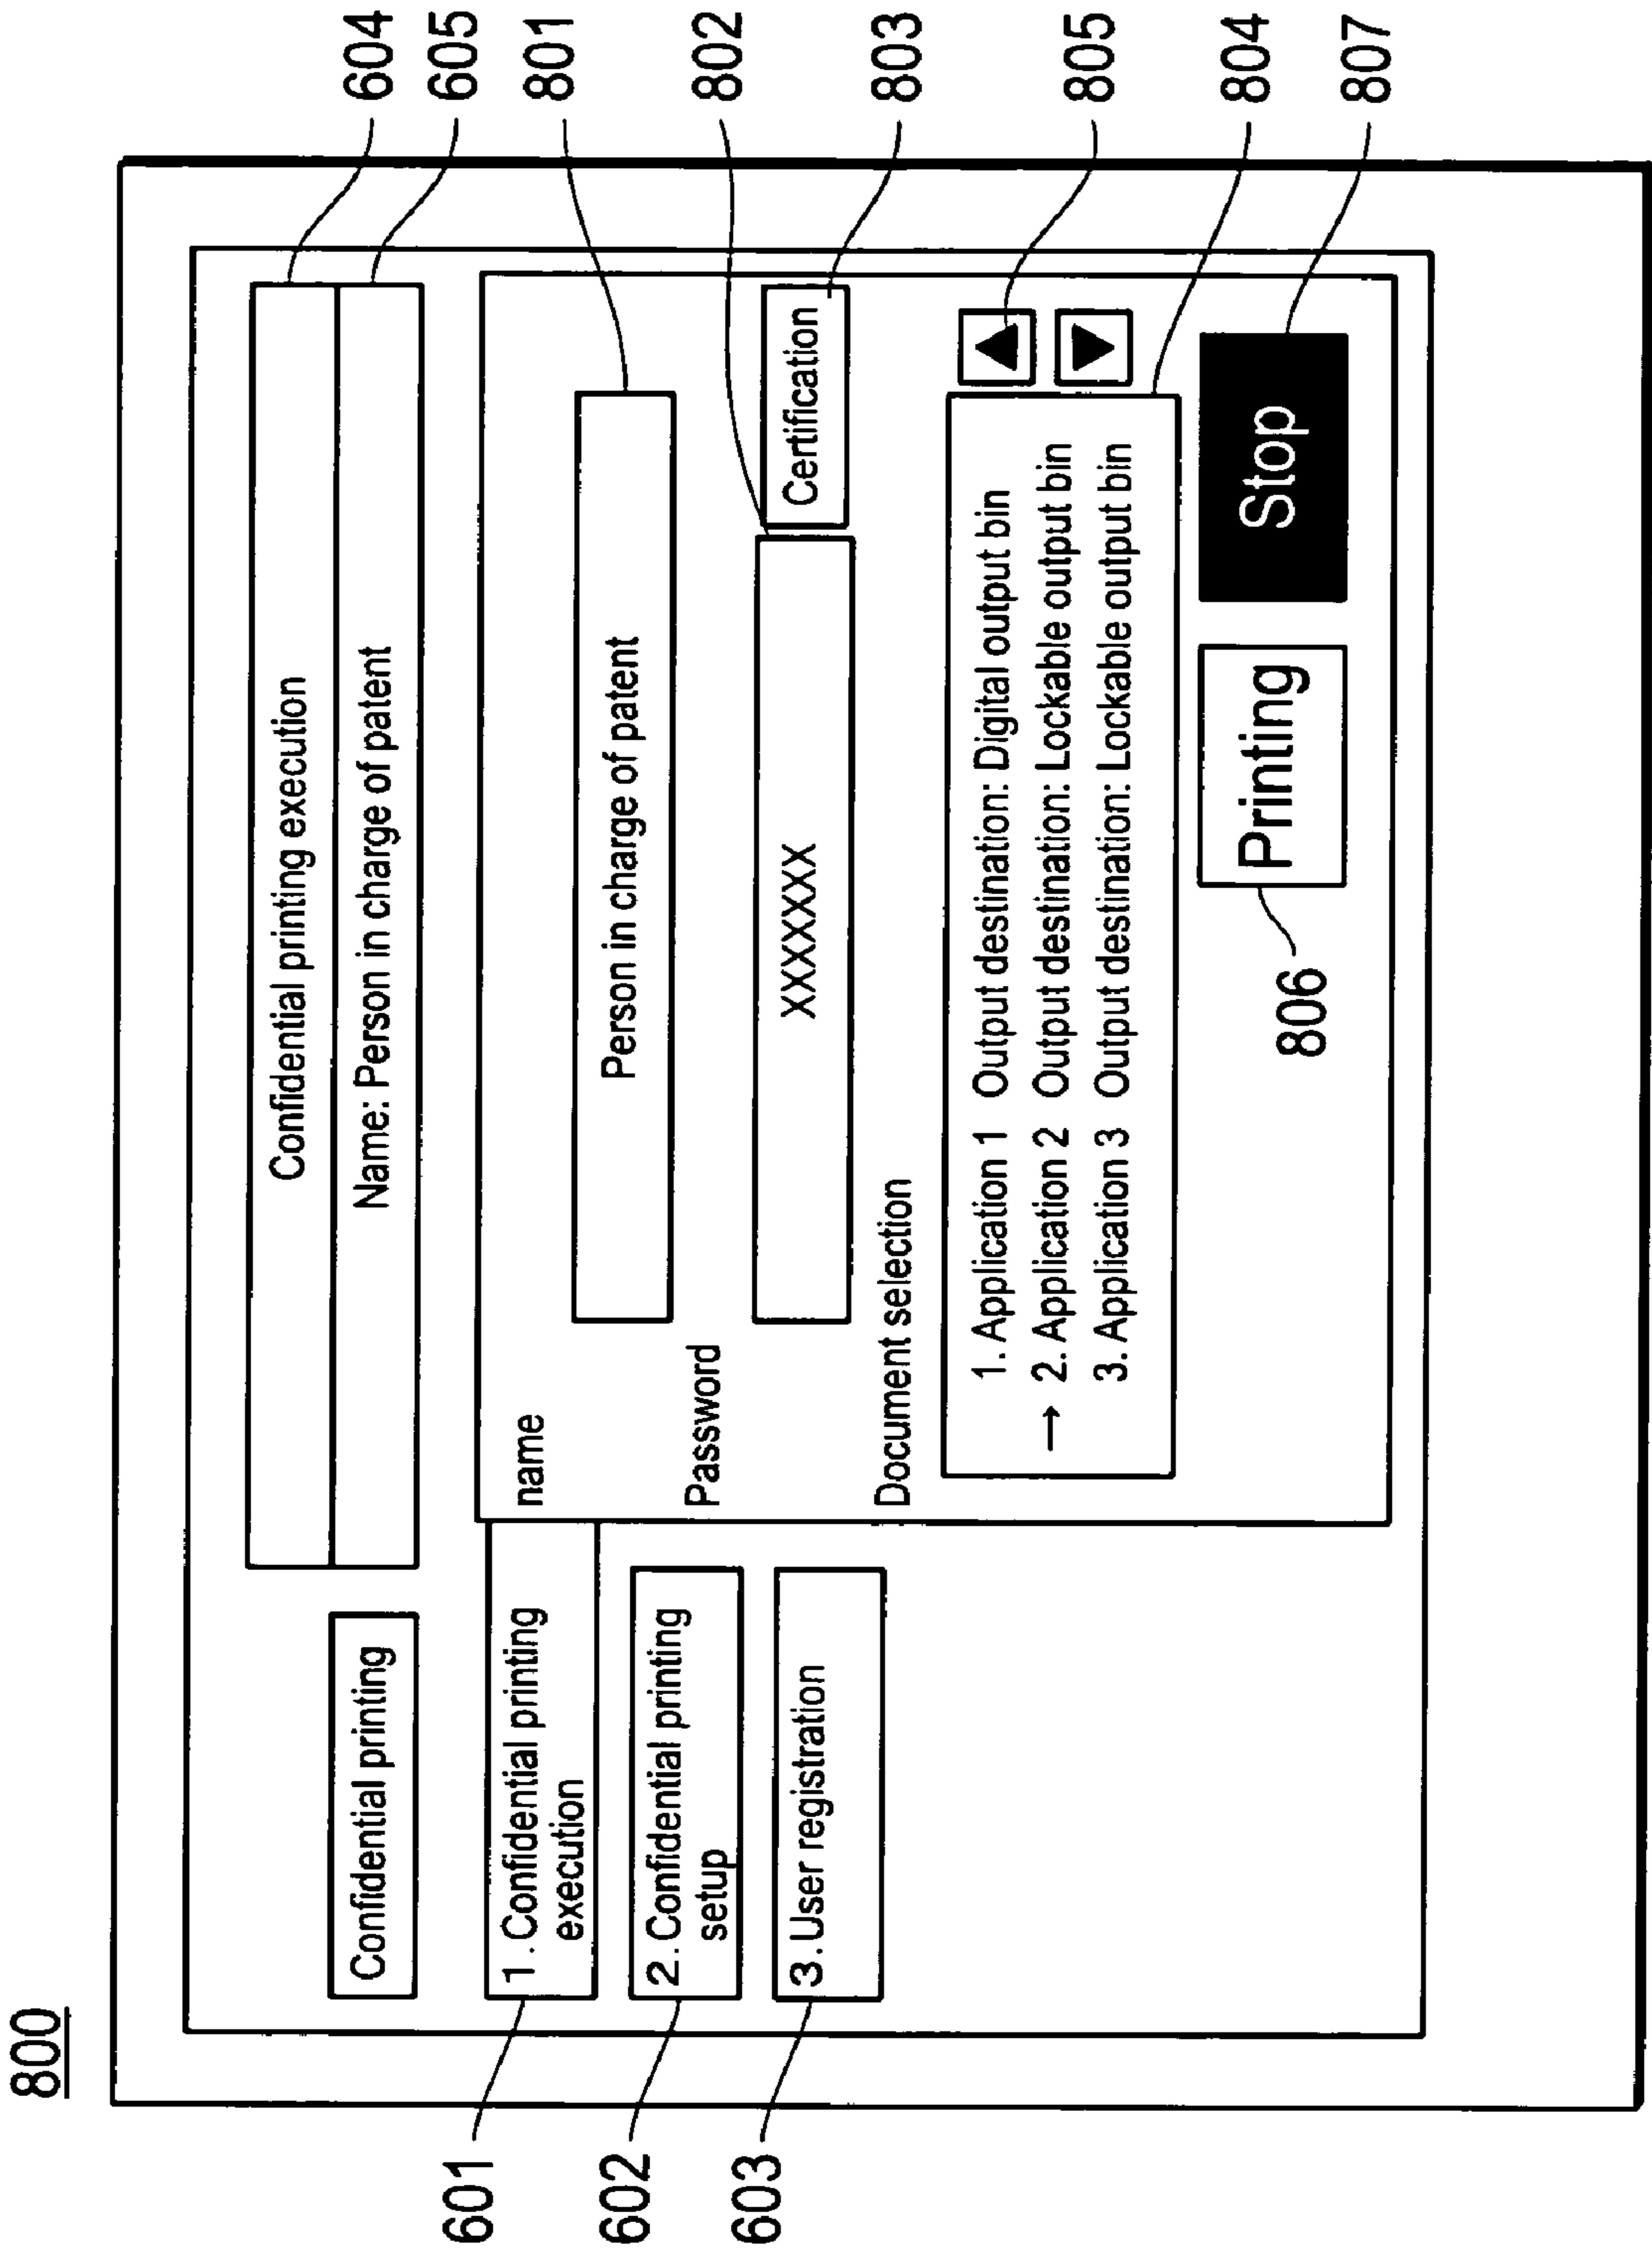 800
604
605
801
802
803
805
804
807
Confidential printing execution
Confidential printing
Name: Person in charge of patent
601
1. Confidential printing
execution
602
2. Confidential printing
setup
603
3. User registration
name
Person in charge of patent
Password
XXXXXXX
Certification
Document selection
1. Application 1 Output destination: Digital output bin
→ 2. Application 2 Output destination: Lockable output bin
3. Application 3 Output destination: Lockable output bin
▲
▼
806
Printing
Stop